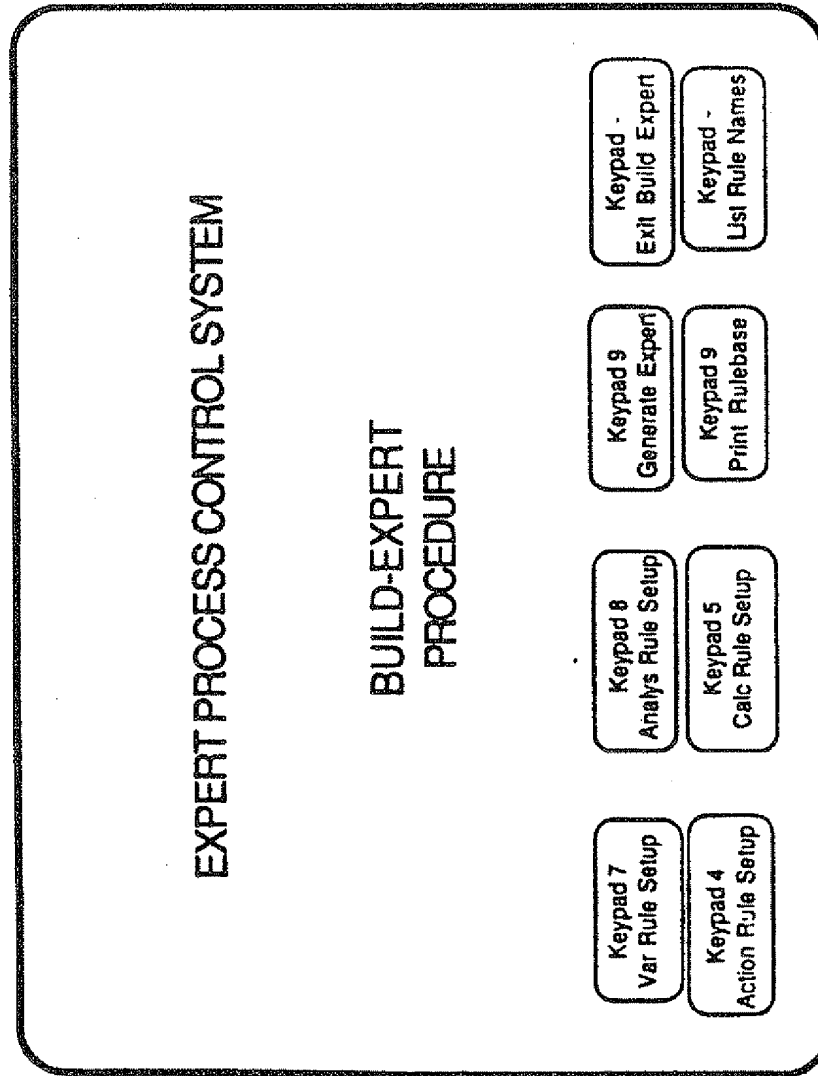 EXPERT PROCESS CONTROL SYSTEM
BUILD-EXPERT
PROCEDURE
Keypad 7
Var Rule Setup
Keypad 8
Analys Rule Setup
Keypad 9
Generate Expert
Keypad -
Exit Build Expert
Keypad 4
Action Rule Setup
Keypad 5
Calc Rule Setup
Keypad 9
Print Rulebase
Keypad -
List Rule Names